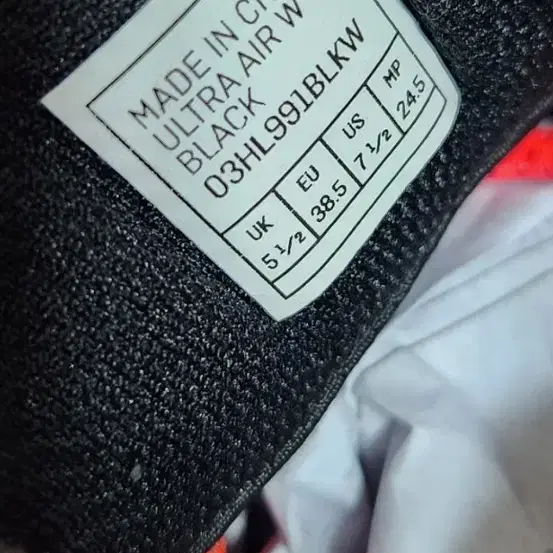 MADE IN
ULTRA AIR W
BLACK
03HL991BLKW
UK EU US MP
5 1/2 38.5 7 1/2 24.5